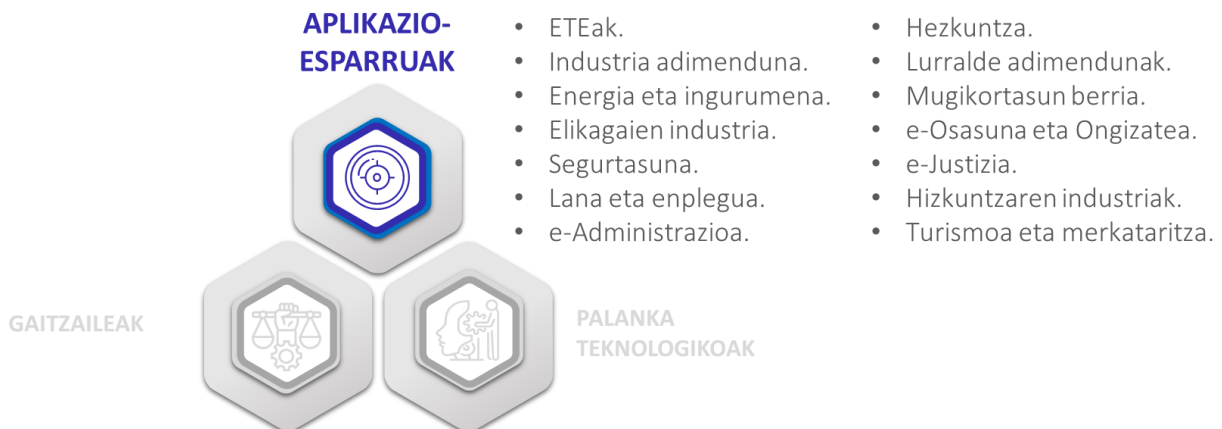 APLIKAZIO-
ESPARRUAK
• ETEak.
• Industria adimenduna.
• Energia eta ingurumena.
• Elikagaien industria.
• Segurtasuna.
• Lana eta enplegua.
• e-Administrazioa.
• Hezkuntza.
• Lurralde adimendunak.
• Mugikortasun berria.
• e-Osasuna eta Ongizatea.
• e-Justizia.
• Hizkuntzaren industriak.
• Turismoa eta merkataritza.
GAITZAILEAK
PALANKA
TEKNOLOGIKOAK